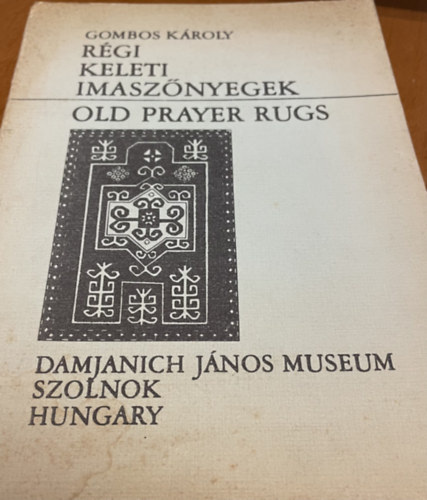 GOMBOS KÁROLY
RÉGI
KELETI
IMASZŐNYEGEK
OLD PRAYER RUGS
DAMJANICH JÁNOS MUSEUM
SZOLNOK
HUNGARY